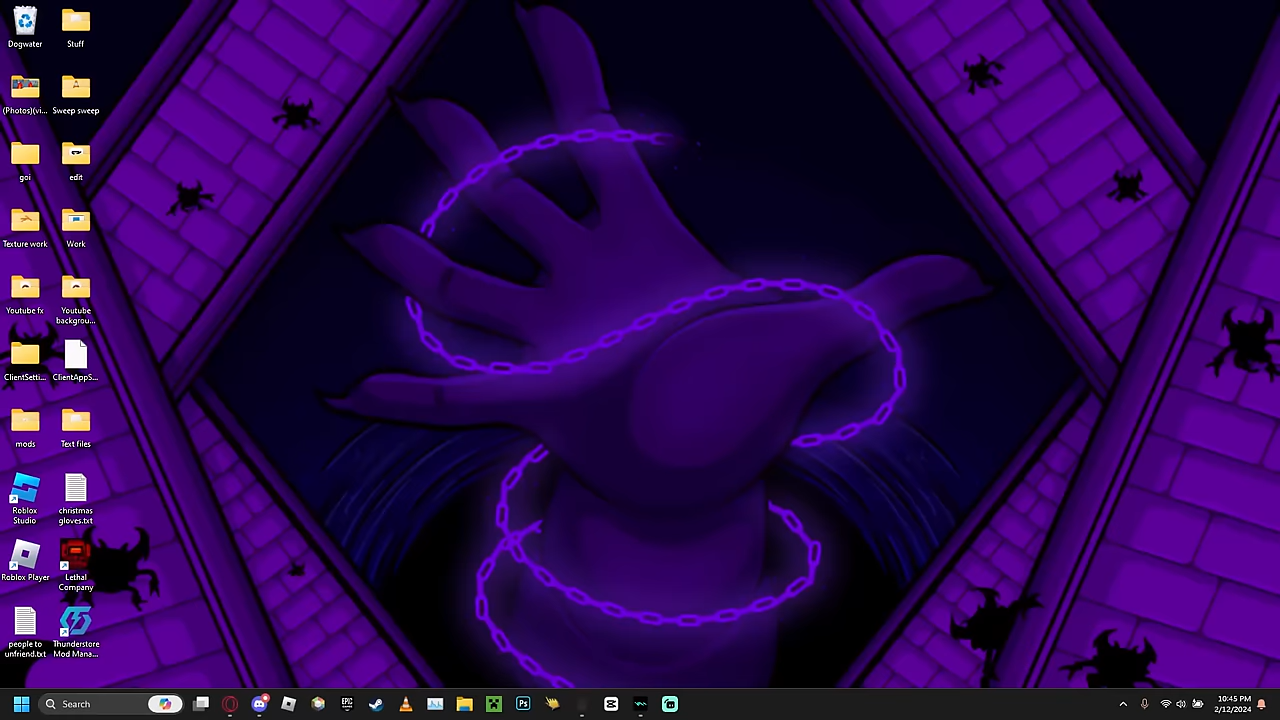 Dogwater
Stuff
(Photos)(vi...
Sweep sweep
goi
edit
Texture work
Work
Youtube fx
Youtube
backgrou...
ClientSetti...
ClientAppS...
mods
Text files
Roblox
Studio
christmas
gloves.txt
Roblox Player
Lethal
Company
people to
unfriend.txt
Thunderstore
Mod Mana...
Search
EPIC
Ps
10:45 PM
2/12/2024